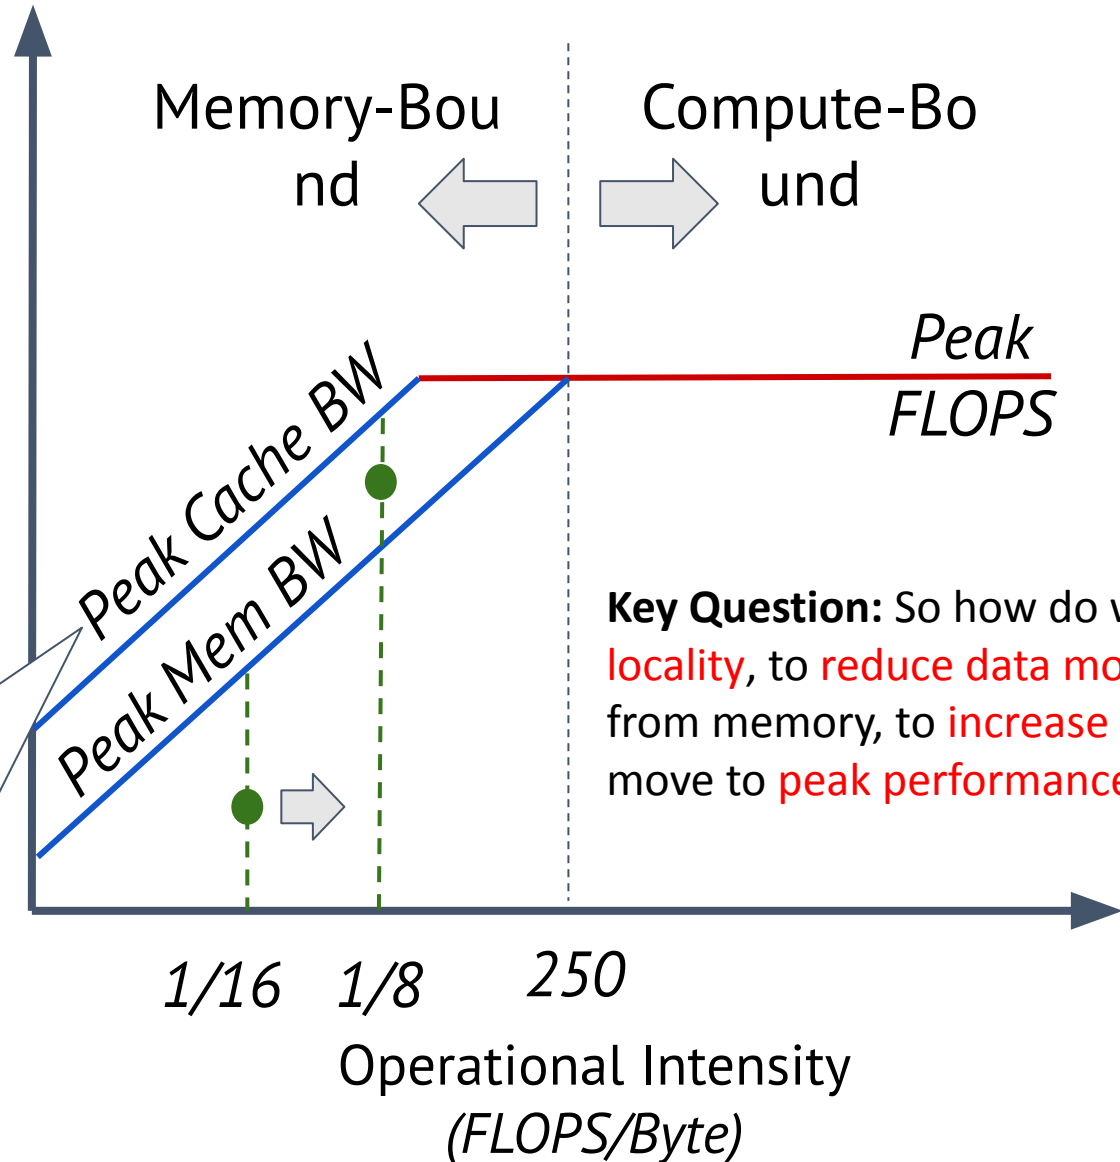 Memory-Bou
nd
Compute-Bo
und
Peak
FLOPS
Peak Cache BW
Peak Mem BW
Key Question: So how do
locality, to reduce data
from memory, to increase
move to peak performance
1/16
1/8
250
Operational Intensity
(FLOPS/Byte)